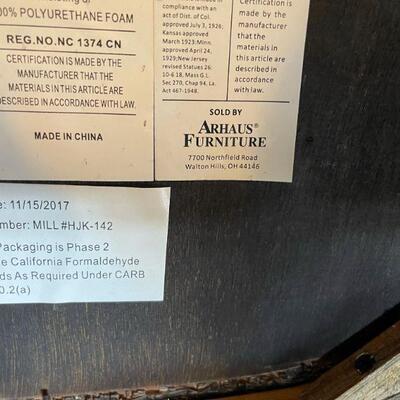 00% POLYURETHANE FOAM
REG.NO.NC 1374 CN
CERTIFICATION IS MADE BY THE
MANUFACTURER THAT THE
MATERIALS IN THIS ARTICLE ARE
DESCRIBED IN ACCORDANCE WITH LAW.
MADE IN CHINA
compliance with an
act of Dist. of Col.
approved July 3, 1926;
Kansas approved
March 1923;Minn.
approved April 24,
1929;New Jersey
revised Statues 26:
10-6 18, Mass G.L
Sec 270, Chap 94, La.
Act 467-1948.
Certification is
made by the
manufacturer that
the materials in
this article are
described in
accordance
with law.
SOLD BY
ARHAUS®
FURNITURE
7700 Northfield Road
Walton Hills, OH 44146
e: 11/15/2017
mber: MILL #HJK-142
Packaging is Phase 2
e California Formaldehyde
ds As Required Under CARB
0.2(a)